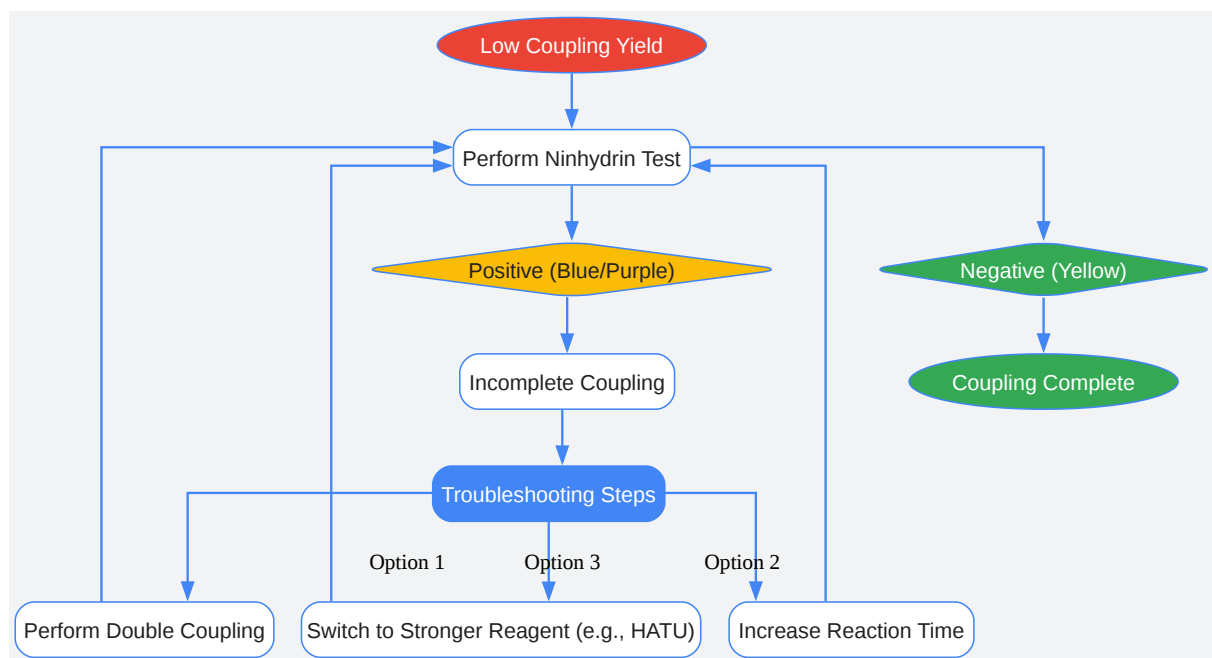 Low Coupling Yield
Perform Ninhydrin Test
Positive (Blue/Purple)
Negative (Yellow)
Incomplete Coupling
Coupling Complete
Troubleshooting Steps
Option 1
Option 3
Option 2
Perform Double Coupling
Switch to Stronger Reagent (e.g., HATU)
Increase Reaction Time